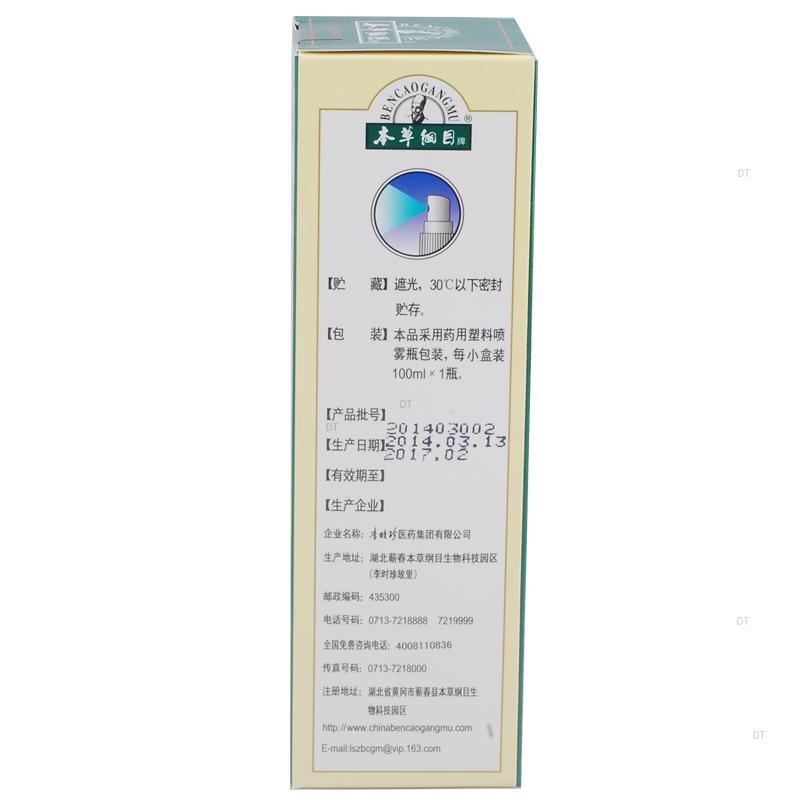 BENCAOGANGMU
®
本草纲目牌
【贮 藏】遮光，30℃以下密封
贮存。
【包 装】本品采用药用塑料喷
雾瓶包装，每小盒装
100ml×1瓶。
DT
【产品批号】
201403002
DT
【生产日期】2014.03.13
2017.02
【有效期至】
【生产企业】
企业名称：李时珍医药集团有限公司
生产地址：湖北蕲春本草纲目生物科技园区
（李时珍故里）
邮政编码：435300
电话号码：0713-7218888 7219999
全国免费咨询电话：4008110836
传真号码：0713-7218000
注册地址：湖北省黄冈市蕲春县本草纲目生
物科技园区
http://www.chinabencaogangmu.com
E-mail:lszbcgm@vip.163.com
DT
DT
DT